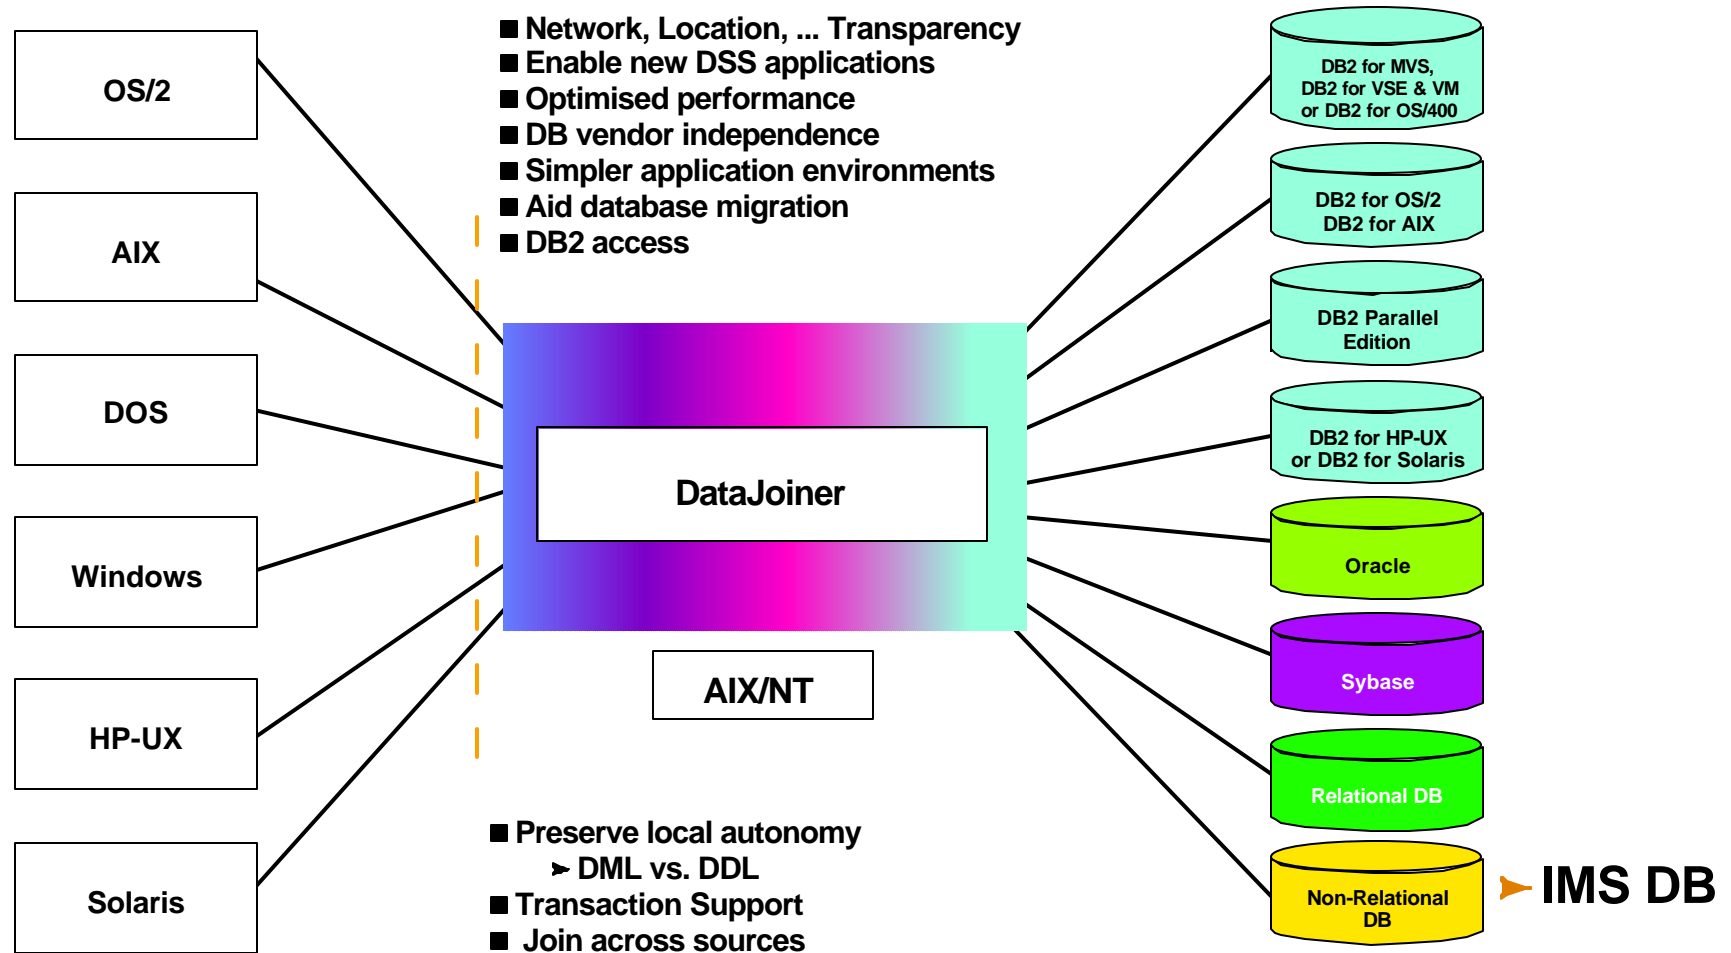 OS/2
AIX
DOS
Windows
HP-UX
Solaris
Network, Location, ... Transparency
Enable new DSS applications
Optimised performance
DB vendor independence
Simpler application environments
Aid database migration
DB2 access
DataJoiner
AIX/NT
Preserve local autonomy
DML vs. DDL
Transaction Support
Join across sources
DB2 for MVS,
DB2 for VSE & VM
or DB2 for OS/400
DB2 for OS/2
DB2 for AIX
DB2 Parallel
Edition
DB2 for HP-UX
or DB2 for Solaris
Oracle
Sybase
Relational DB
Non-Relational
DB
IMS DB